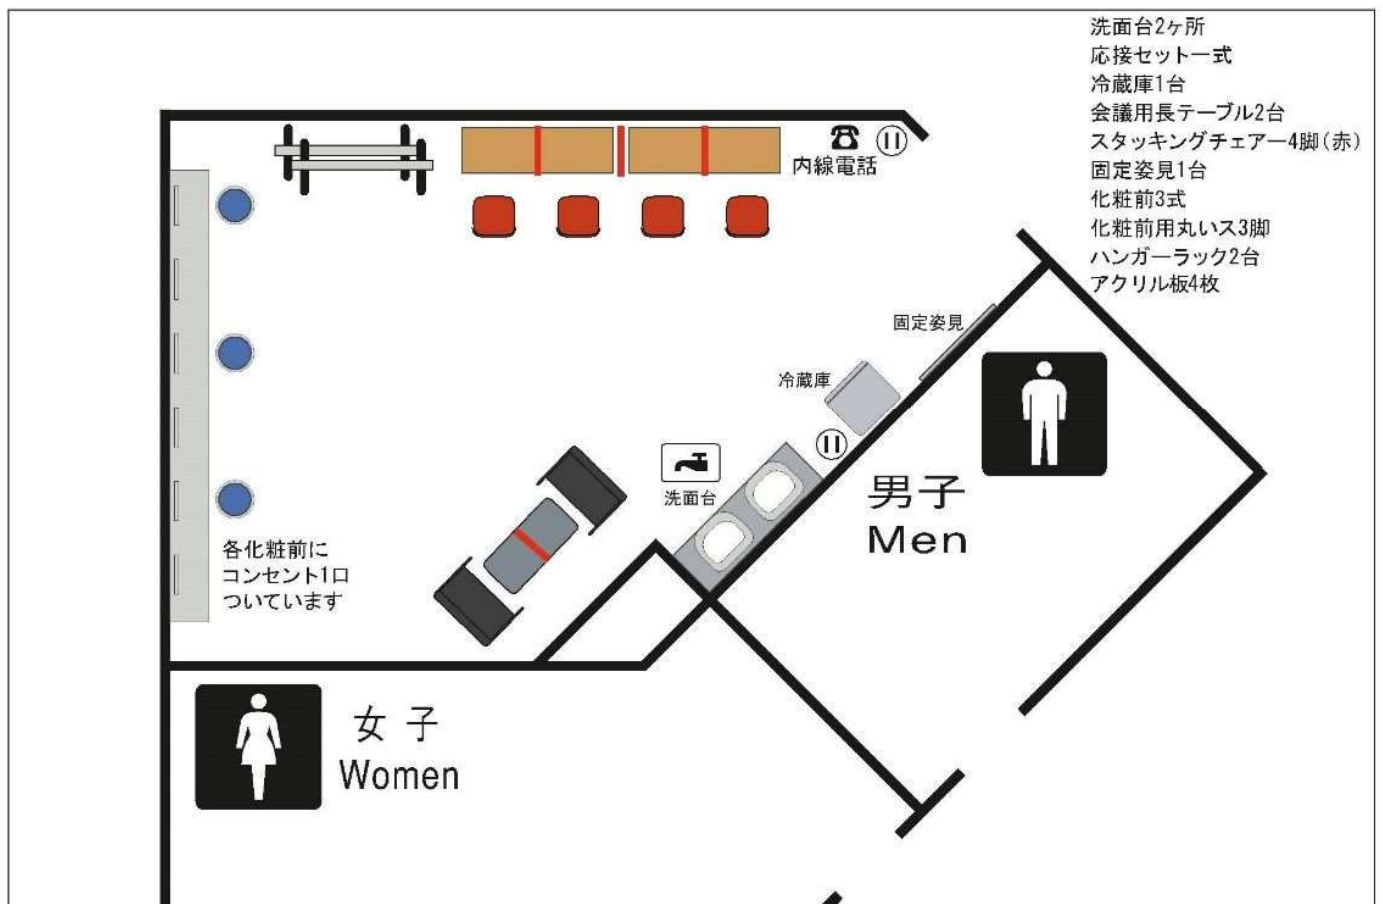 洗面台2ヶ所
応接セット一式
冷蔵庫1台
会議用長テーブル2台
スタッキングチェアー4脚(赤)
固定姿見1台
化粧前3式
化粧前用丸いス3脚
ハンガーラック2台
アクリル板4枚
内線電話
固定姿見
冷蔵庫
洗面台
男子
Men
各化粧前に
コンセント1口
ついています
女子
Women